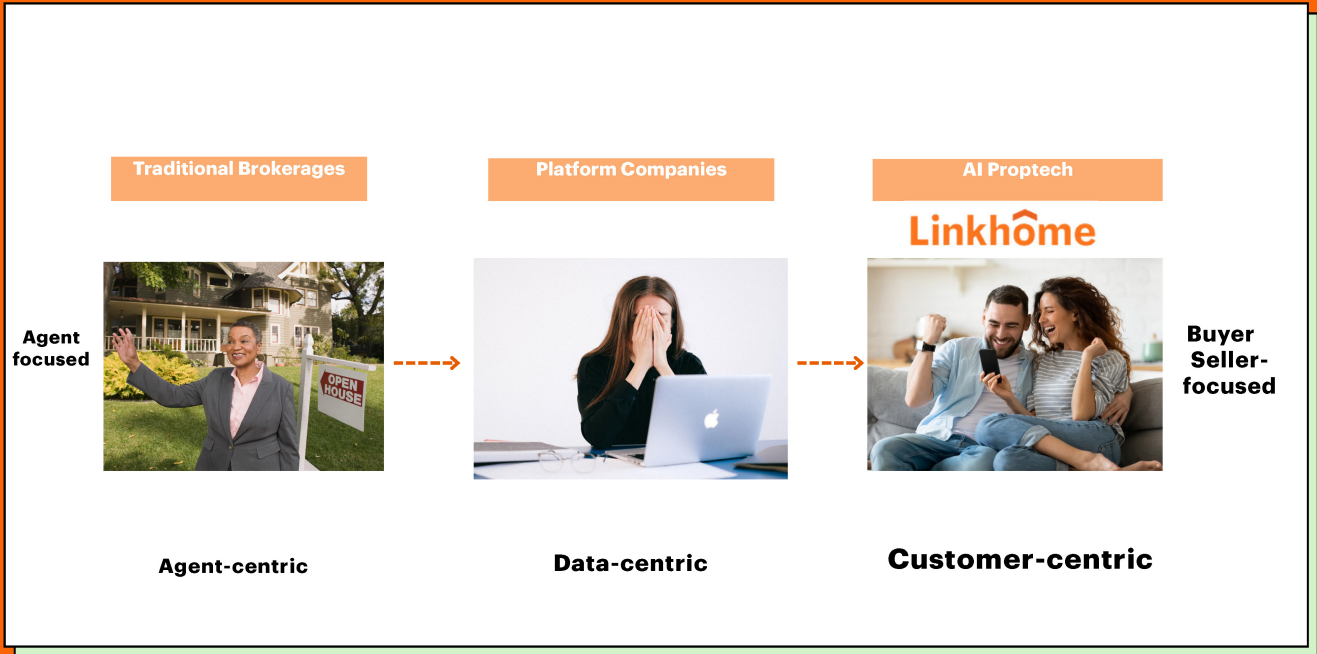 Traditional Brokerages
Platform Companies
AI Proptech
Linkhome
Agent
focused
OPEN
HOUSE
Buyer
Seller-
focused
Agent-centric
Data-centric
Customer-centric